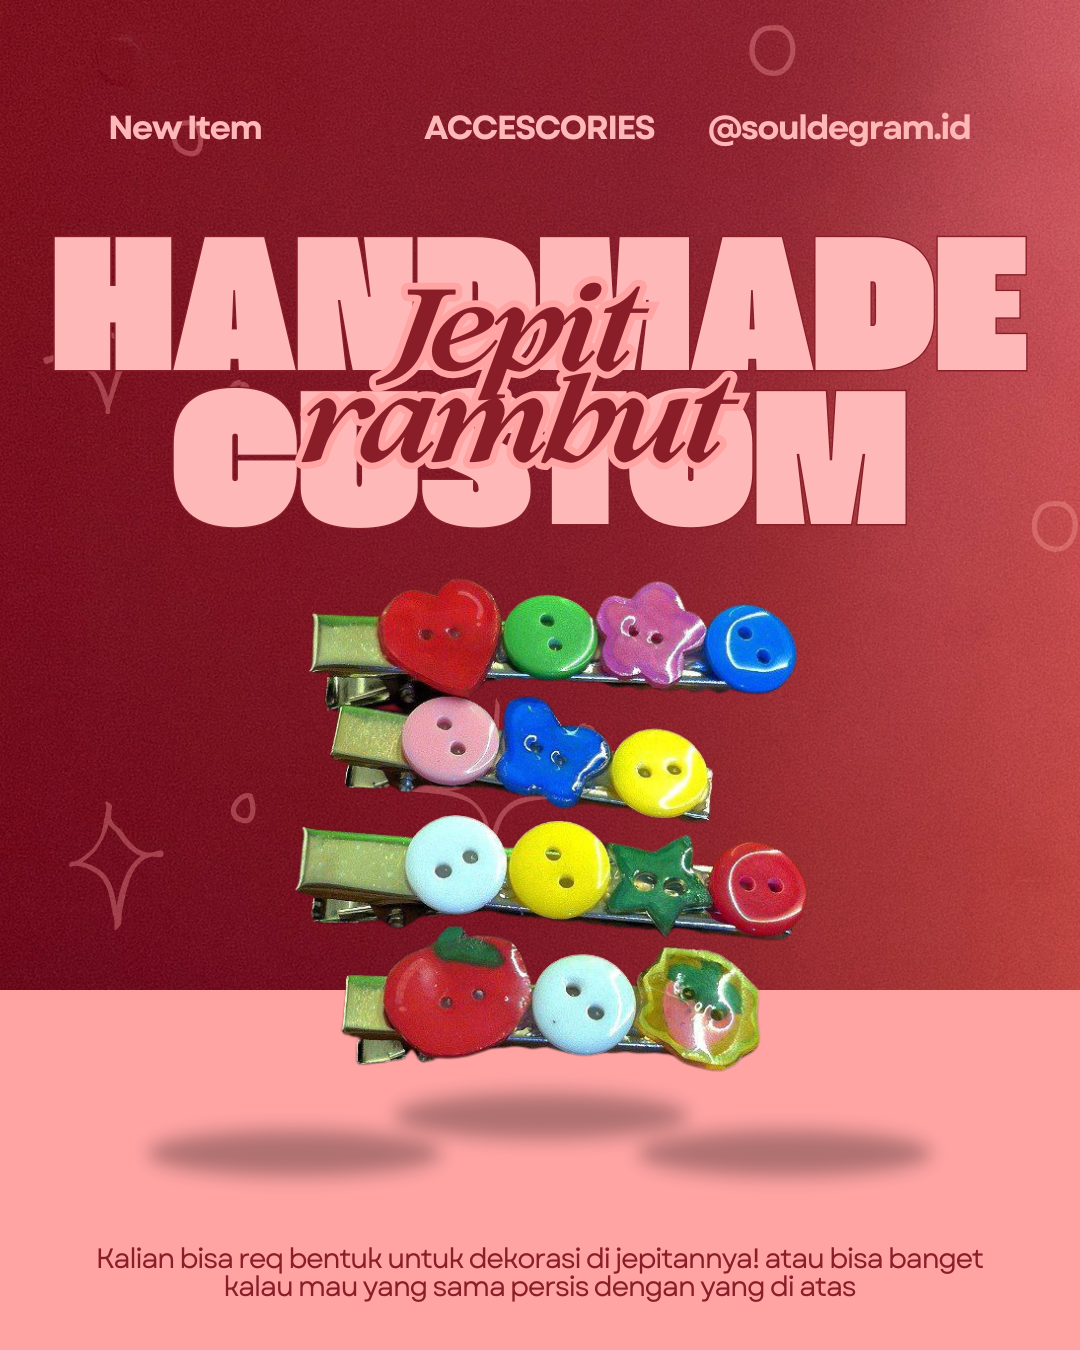 New Item
ACCESCORIES
@souldegram.id
HANDMADE
Jepit
rambut
CUSTOM
Kalian bisa req bentuk untuk dekorasi di jepitannya! atau bisa banget
kalau mau yang sama persis dengan yang di atas